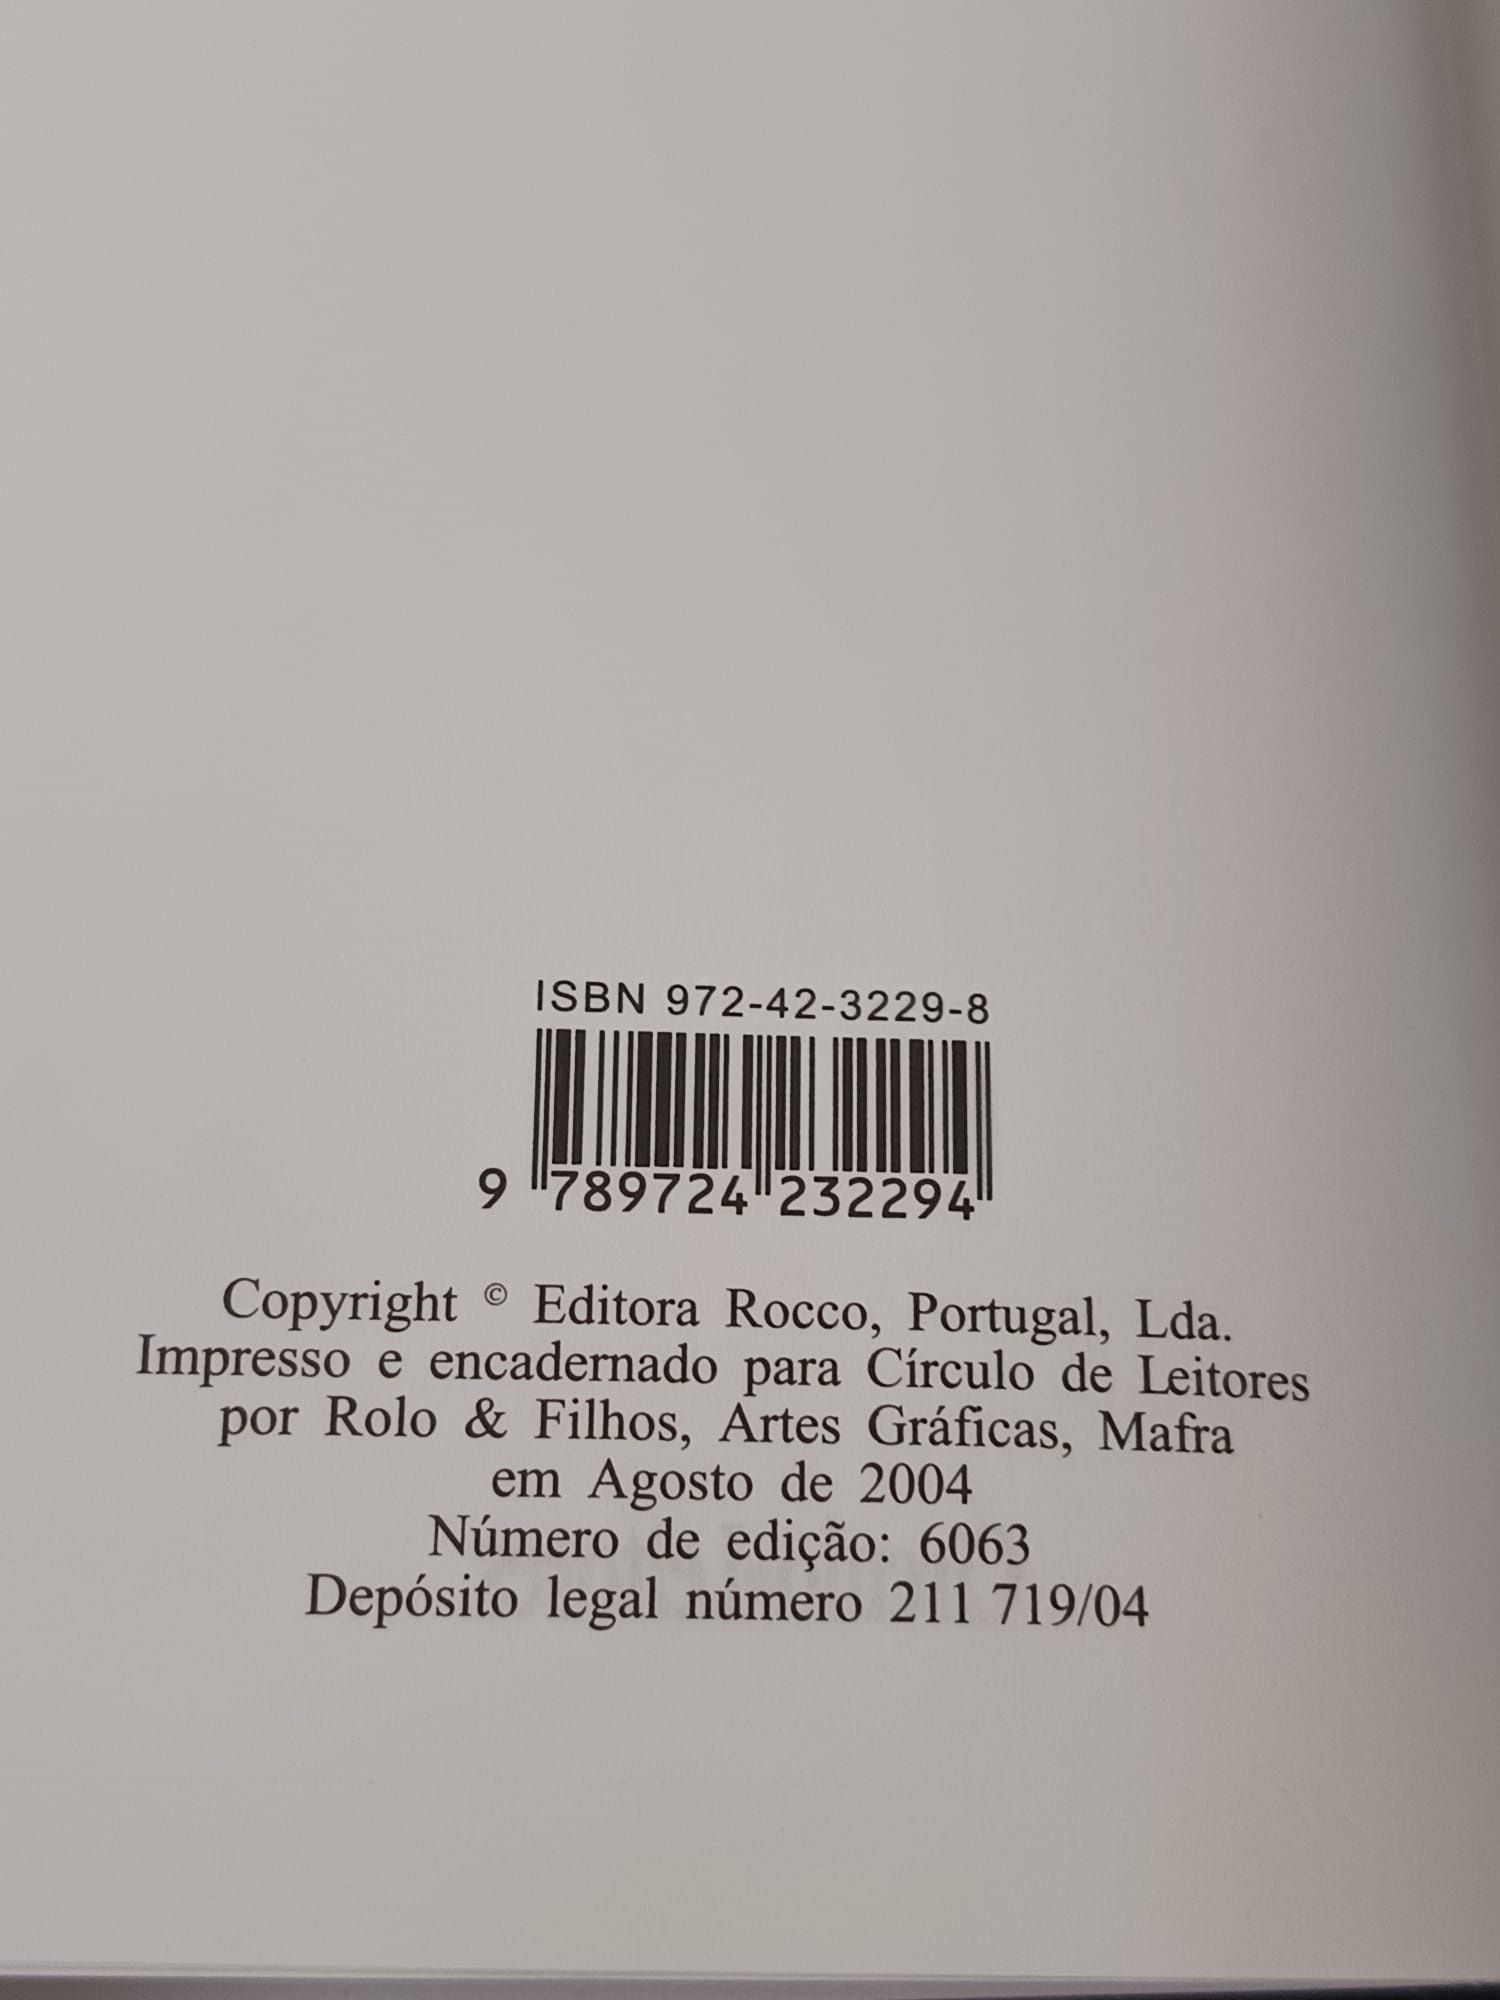 ISBN 972-42-3229-8
9 789724 232294
Copyright © Editora Rocco, Portugal, Lda.
Impresso e encadernado para Círculo de Leitores
por Rolo & Filhos, Artes Gráficas, Mafra
em Agosto de 2004
Número de edição: 6063
Depósito legal número 211 719/04